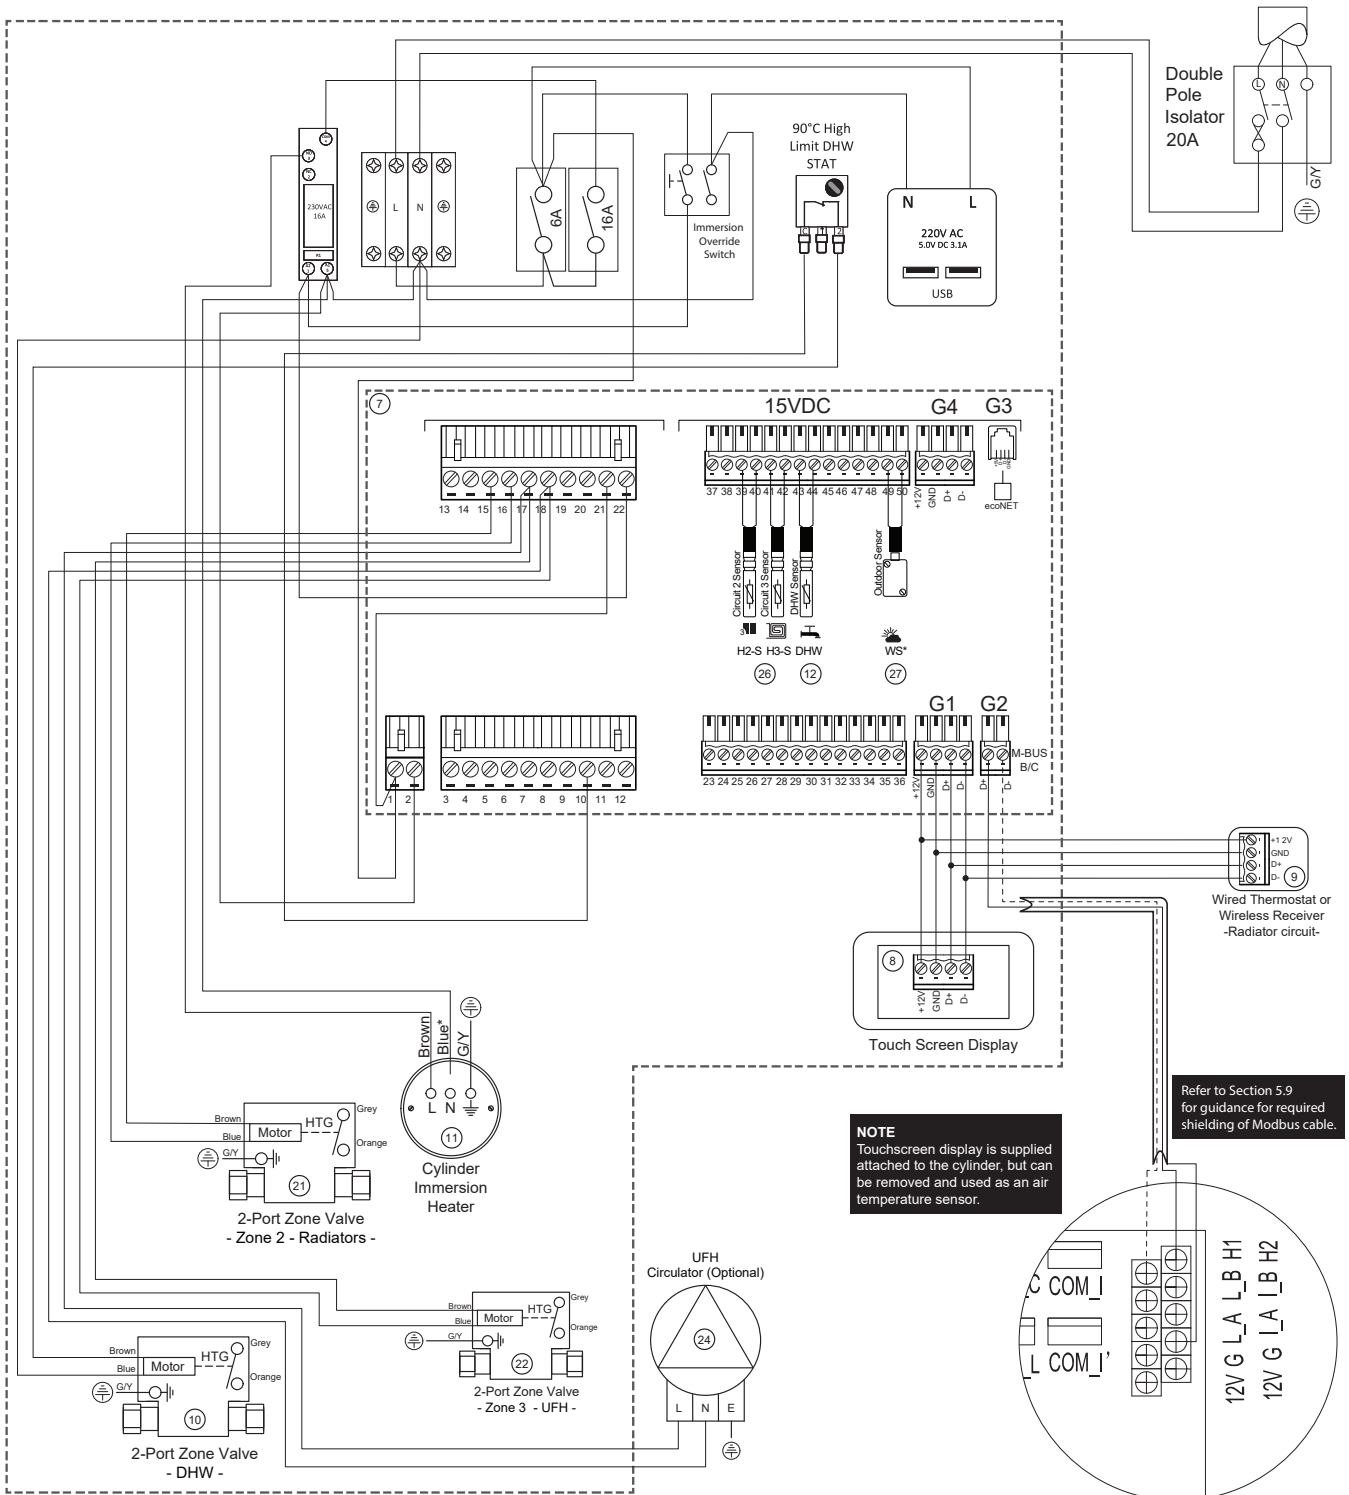 Double
Pole
Isolator
20A
L
N
G/Y
90°C High
Limit DHW
STAT
C
1
2
230VAC
16A
L
N
6A
16A
Immersion
Override
Switch
N
L
220V AC
5.0V DC 3.1A
USB
7
15VDC
G4
G3
13 14 15 16 17 18 19 20 21 22
37 38 39 40 41 42 43 44 45 46 47 48 49 50
+12V
GND
D+
D-
ecoNET
Circuit 2 Sensor
Circuit 3 Sensor
DHW Sensor
Outdoor Sensor
H2-S H3-S DHW
WS*
26
12
27
G1
G2
M-BUS
B/C
1 2
3 4 5 6 7 8 9 10 11 12
23 24 25 26 27 28 29 30 31 32 33 34 35 36
+12V
GND
D+
D-
D+
D-
+1 2V
GND
D+
D-
9
Wired Thermostat or
Wireless Receiver
-Radiator circuit-
8
+12V
GND
D+
D-
Touch Screen Display
Brown
Blue*
G/Y
L N
11
Cylinder
Immersion
Heater
Refer to Section 5.9
for guidance for required
shielding of Modbus cable.
NOTE
Touchscreen display is supplied
attached to the cylinder, but can
be removed and used as an air
temperature sensor.
Brown
Blue
G/Y
Motor
HTG
Grey
Orange
21
2-Port Zone Valve
- Zone 2 - Radiators -
UFH
Circulator (Optional)
24
L N E
Brown
Blue
G/Y
Motor
HTG
Grey
Orange
22
2-Port Zone Valve
- Zone 3 - UFH -
Brown
Blue
G/Y
Motor
HTG
Grey
Orange
10
2-Port Zone Valve
- DHW -
C COM_I
_L COM_I'
12V G L_A L_B H1
12V G I_A I_B H2